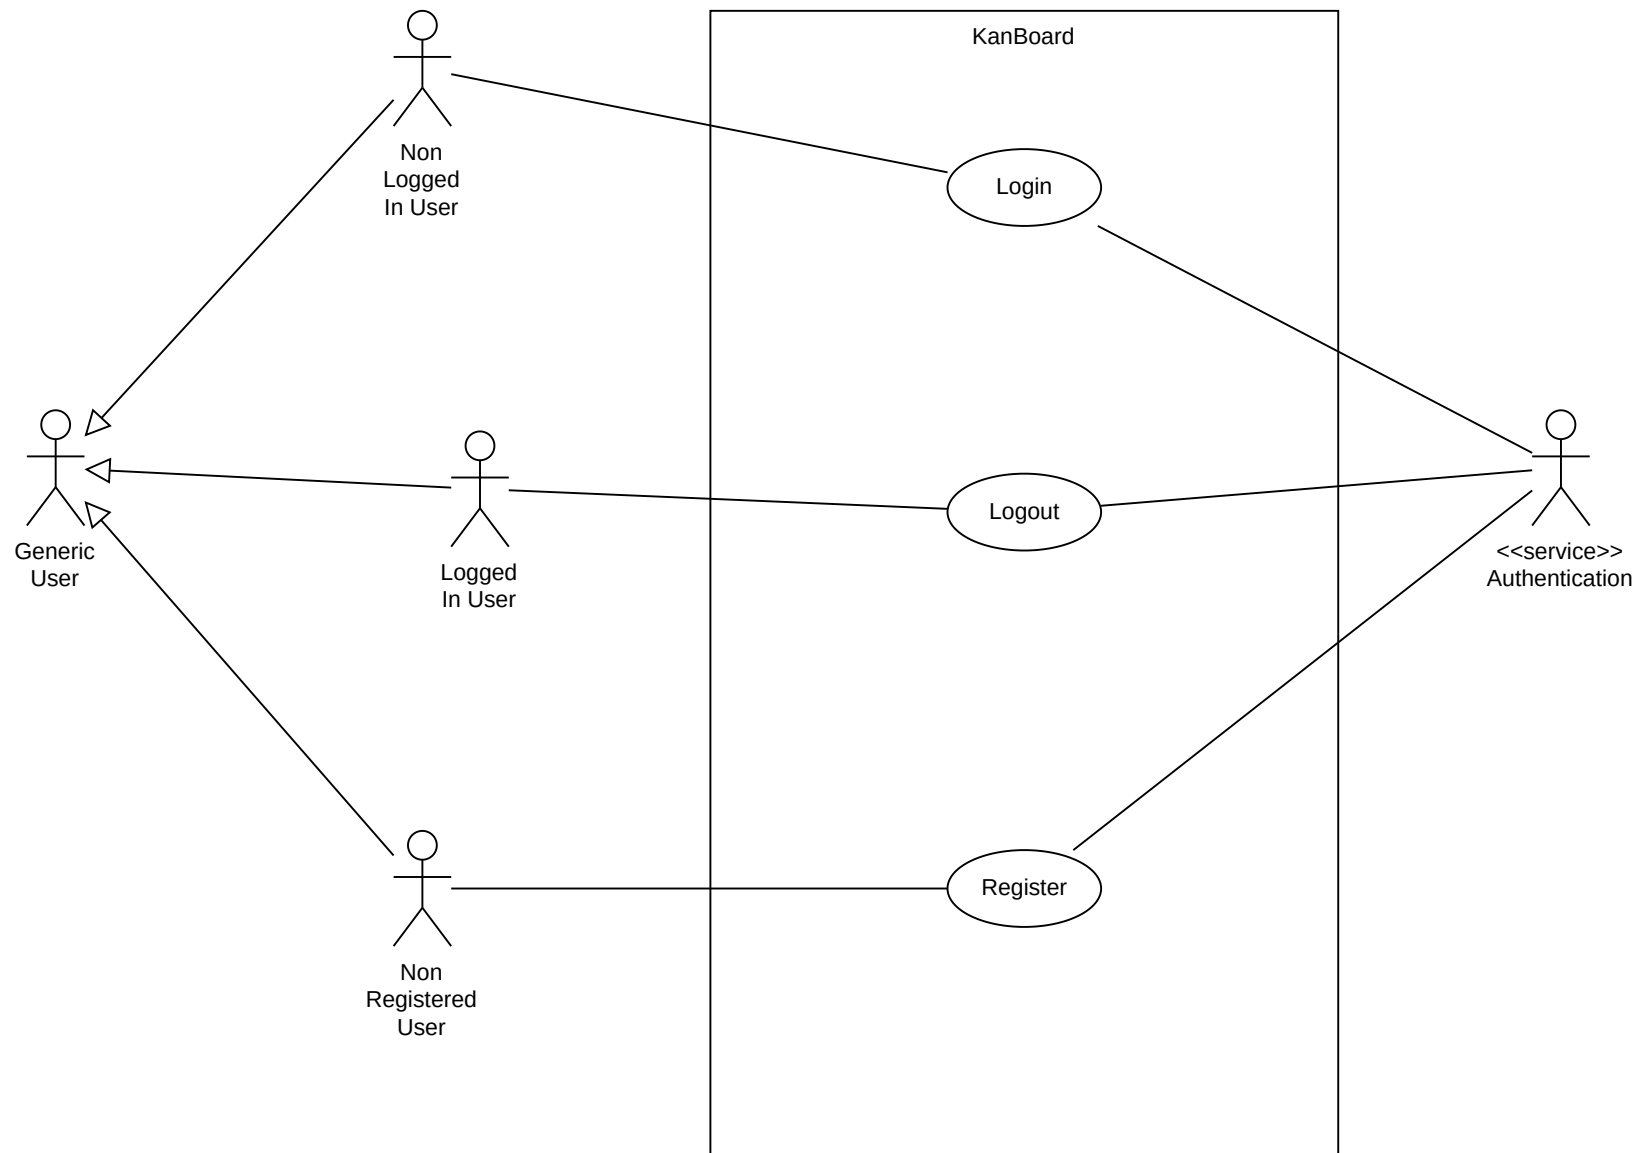 KanBoard
Non
Logged
In User
Login
Generic
User
Logged
In User
Logout
<<service>>
Authentication
Non
Registered
User
Register